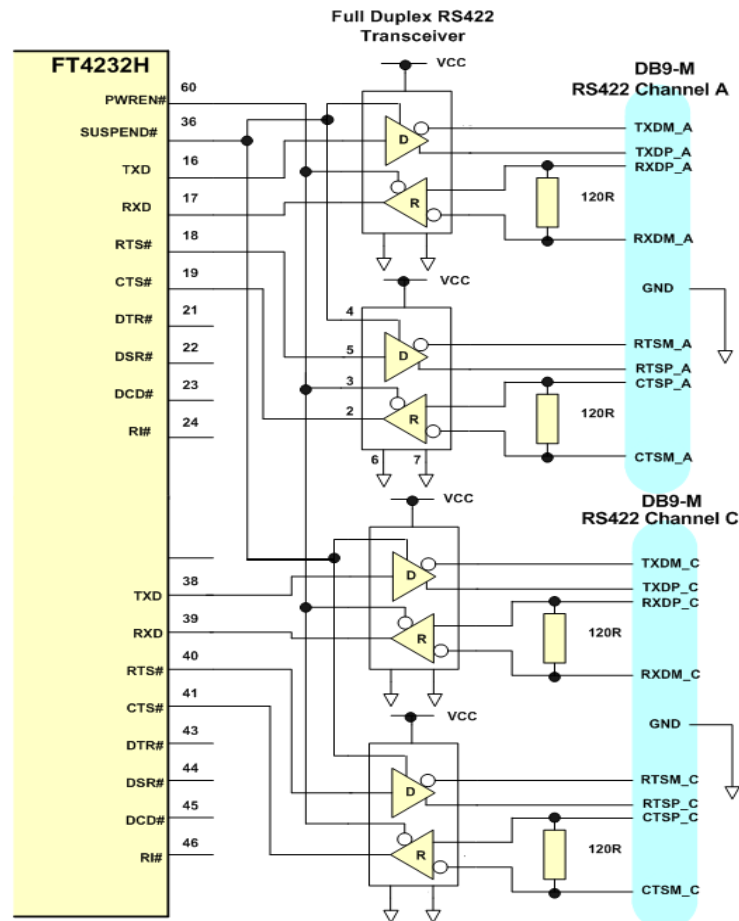 Full Duplex RS422
Transceiver
FT4232H
VCC
DB9-M
RS422 Channel A
PWREN#
60
SUSPEND#
36
TXD
16
RXD
17
RTS#
18
CTS#
19
DTR#
21
DSR#
22
DCD#
23
RI#
24
D
R
TXDM_A
TXDP_A
RXDP_A
120R
RXDM_A
GND
VCC
4
5
3
2
D
R
6
7
RTSM_A
RTSP_A
CTSP_A
120R
CTSM_A
DB9-M
RS422 Channel C
VCC
TXD
38
RXD
39
RTS#
40
CTS#
41
DTR#
43
DSR#
44
DCD#
45
RI#
46
D
R
TXDM_C
TXDP_C
RXDP_C
120R
RXDM_C
GND
VCC
D
R
RTSM_C
RTSP_C
CTSP_C
120R
CTSM_C